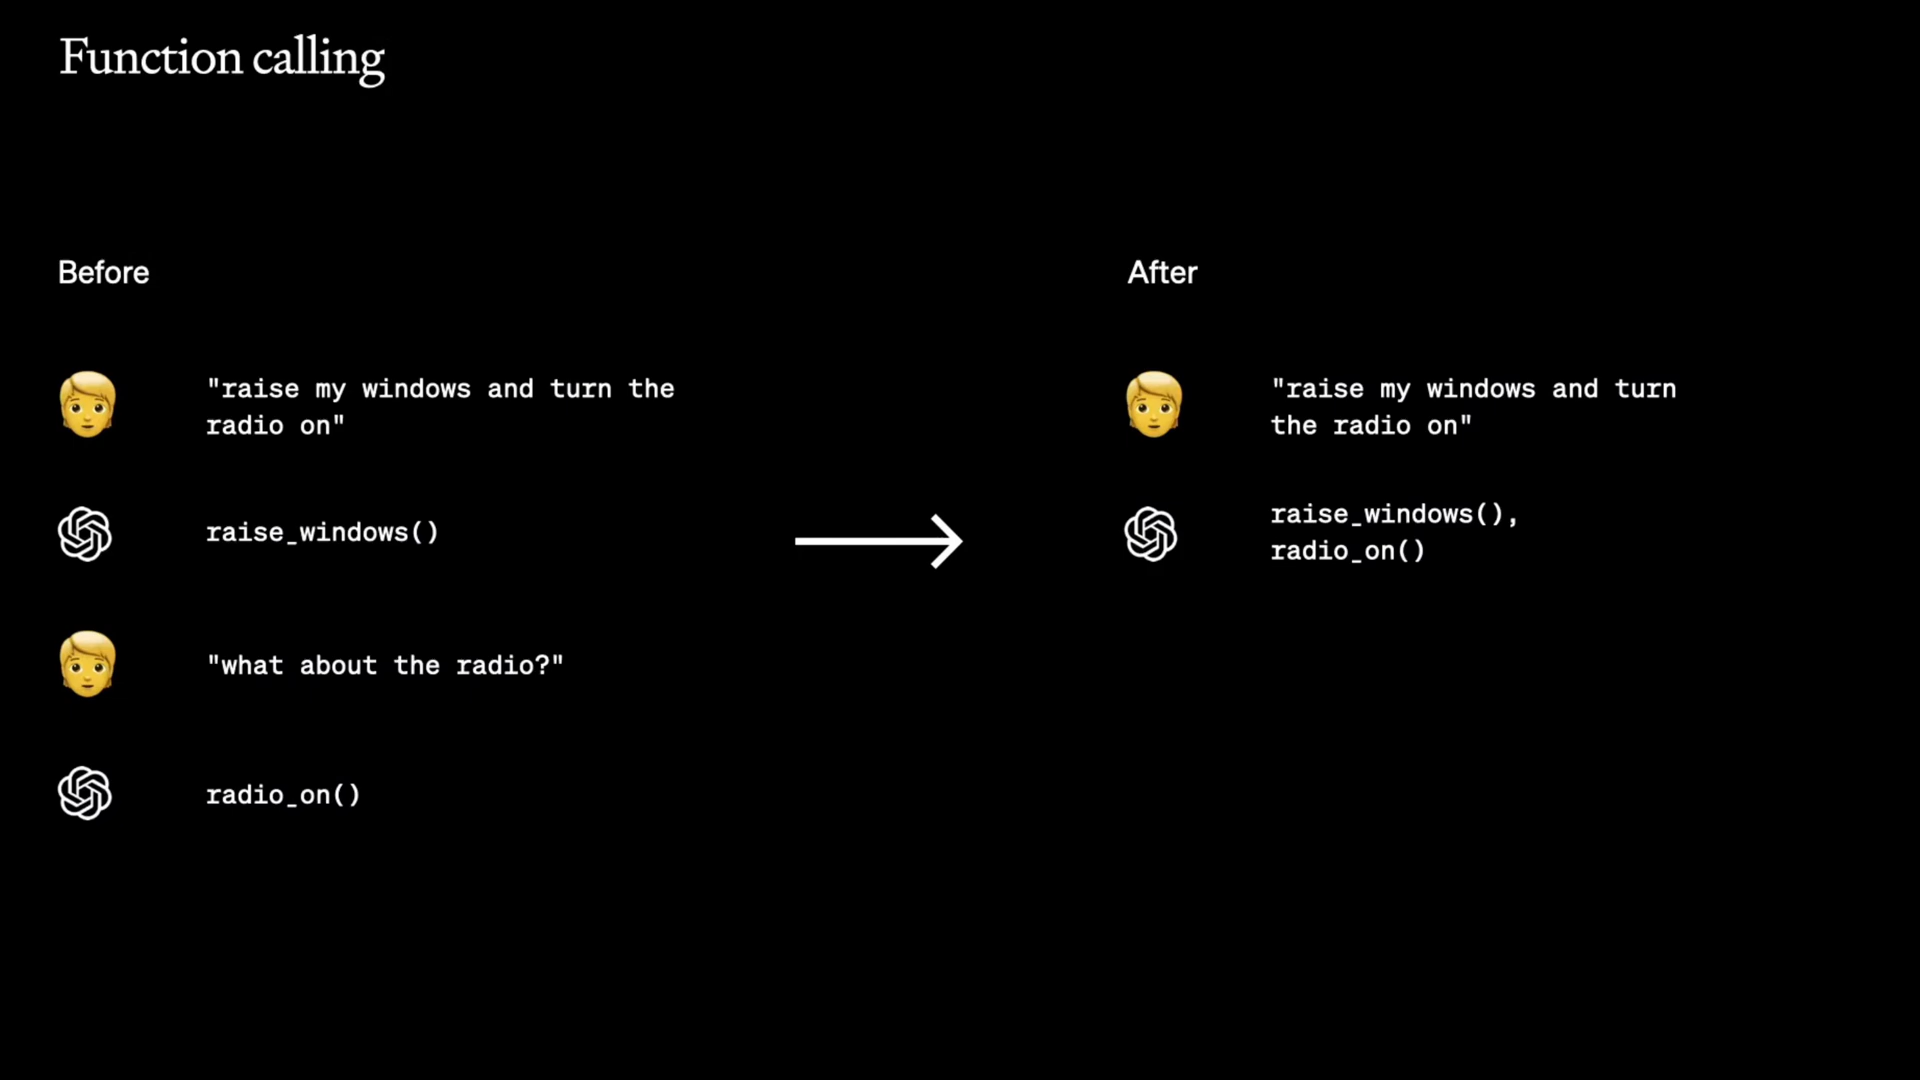 Function calling
Before
"raise my windows and turn the
radio on"
raise_windows()
"what about the radio?"
radio_on()
After
"raise my windows and turn
the radio on"
raise_windows(),
radio_on()